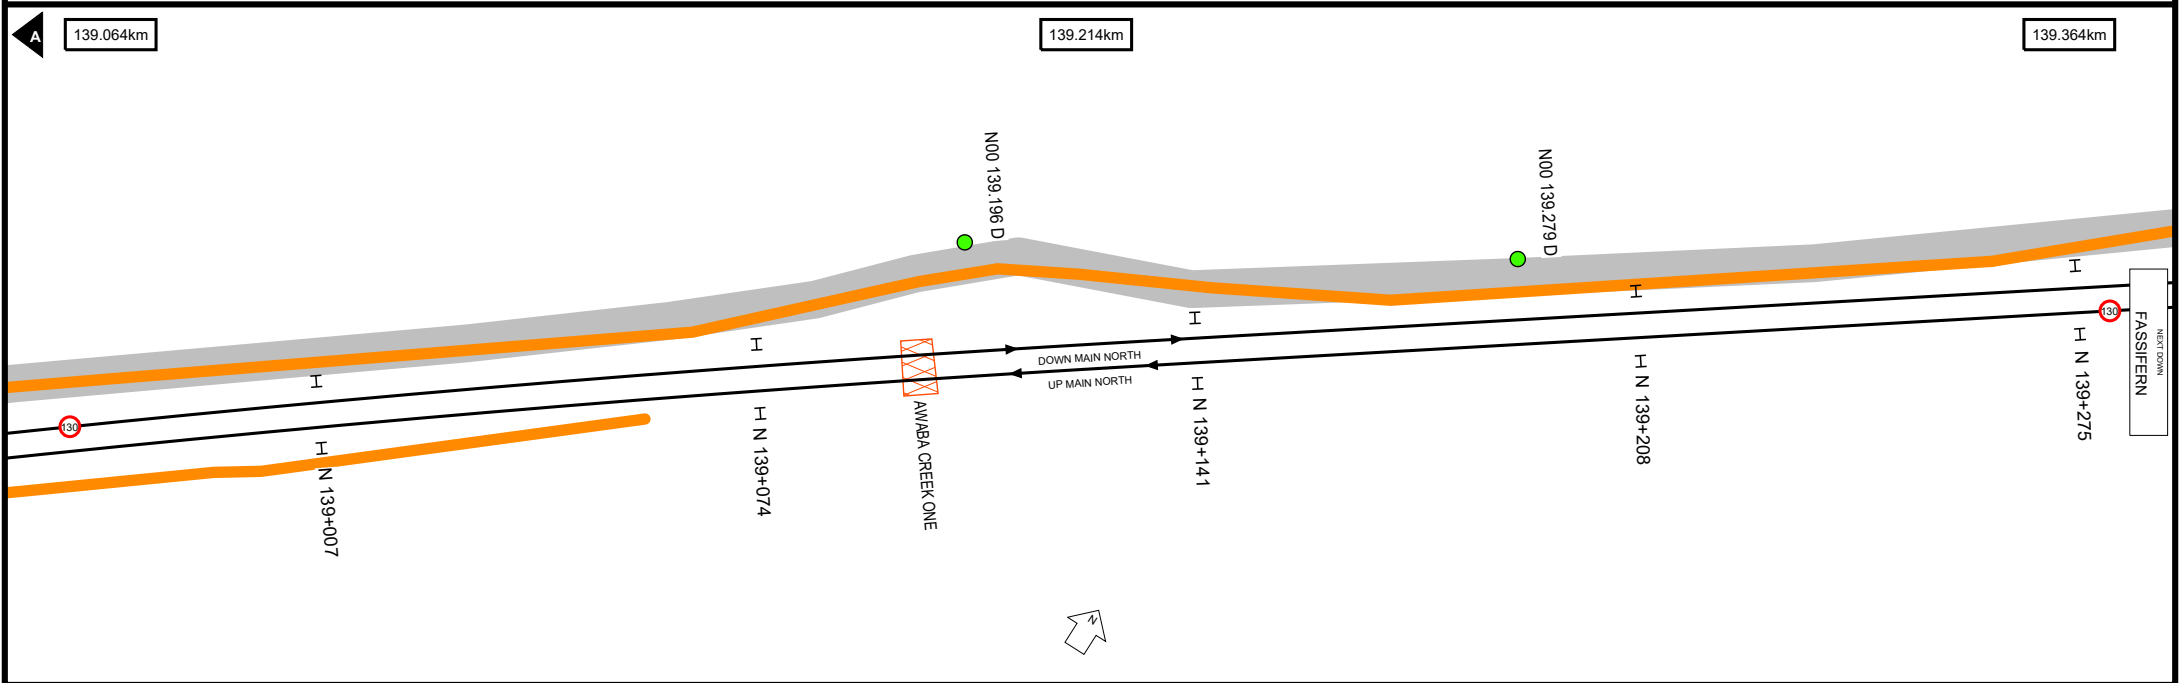 A
139.064km
139.214km
139.364km
N00 139.196 D
N00 139.279 D
130
DOWN MAIN NORTH
UP MAIN NORTH
130
NEXT DOWN
FASSIFERN
H
H
H
H
H
H N 139+007
H N 139+074
AWABA CREEK ONE
H N 139+141
H N 139+208
H N 139+275
N